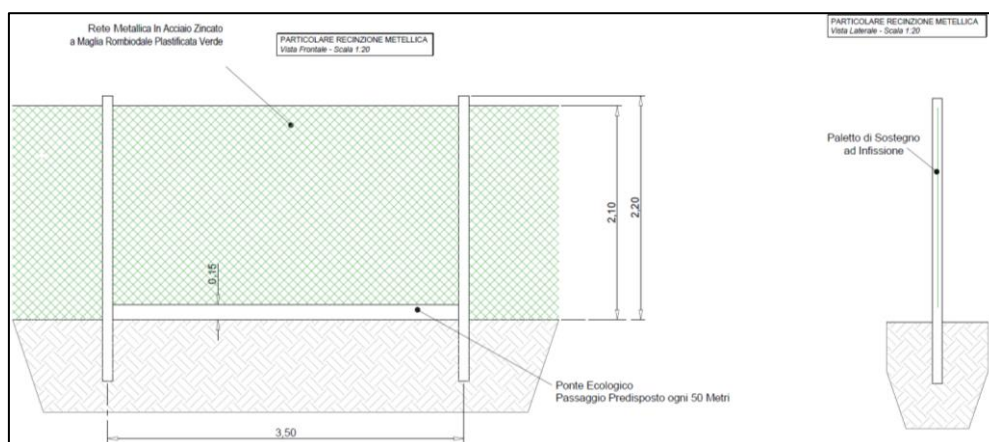 Rete Metallica In Acciaio Zincato
a Maglia Rombiodale Plastificata Verde
PARTICOLARE RECINZIONE METELLICA
Vista Frontale - Scala 1:20
PARTICOLARE RECINZIONE METELLICA
Vista Laterale - Scala 1:20
Paletto di Sostegno
ad Infissione
2,10
2,20
0,15
Ponte Ecologico
Passaggio Predisposto ogni 50 Metri
3,50